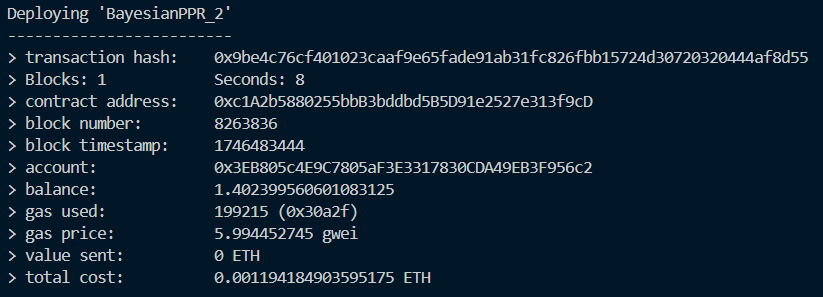 Deploying 'BayesianPPR_2'
-------------------------
> transaction hash: 0x9be4c76cf401023caaf9e65fade91ab31fc826fbb15724d30720320444af8d55
> Blocks: 1 Seconds: 8
> contract address: 0xc1A2b5880255bbB3bddbd5B5D91e2527e313f9cD
> block number: 8263836
> block timestamp: 1746483444
> account: 0x3EB805c4E9C7805aF3E3317830CDA49EB3F956c2
> balance: 1.402399560601083125
> gas used: 199215 (0x30a2f)
> gas price: 5.994452745 gwei
> value sent: 0 ETH
> total cost: 0.001194184903595175 ETH